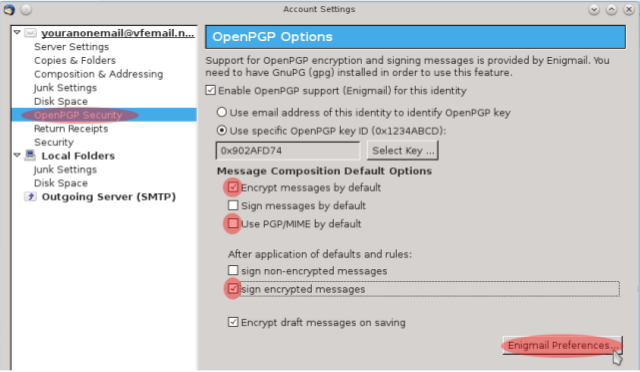 Account Settings
youranonemail@vfemail.n...
Server Settings
Copies & Folders
Composition & Addressing
Junk Settings
Disk Space
OpenPGP Security
Return Receipts
Security
Local Folders
Junk Settings
Disk Space
Outgoing Server (SMTP)
OpenPGP Options
Support for OpenPGP encryption and signing messages is provided by Enigmail. You
need to have GnuPG (gpg) installed in order to use this feature.
Enable OpenPGP support (Enigmail) for this identity
Use email address of this identity to identify OpenPGP key
Use specific OpenPGP key ID (0x1234ABCD):
0x902AFD74
Select Key ...
Message Composition Default Options
Encrypt messages by default
Sign messages by default
Use PGP/MIME by default
After application of defaults and rules:
sign non-encrypted messages
sign encrypted messages
Encrypt draft messages on saving
Enigmail Preferences...